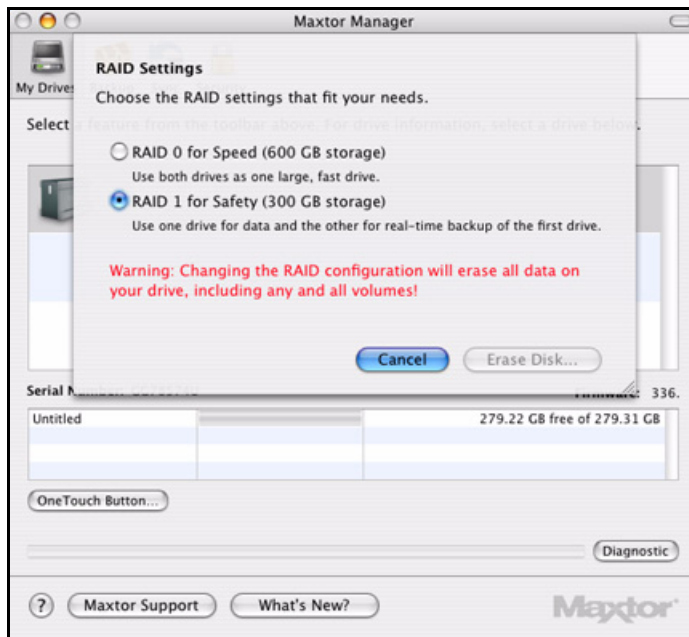 Maxtor Manager
My Drives
RAID Settings
Choose the RAID settings that fit your needs.
Select a feature from the toolbar above. For drive information, select a drive below.
RAID 0 for Speed (600 GB storage)
Use both drives as one large, fast drive.
RAID 1 for Safety (300 GB storage)
Use one drive for data and the other for real-time backup of the first drive.
Warning: Changing the RAID configuration will erase all data on
your drive, including any and all volumes!
Cancel Erase Disk...
Serial Number: Firmware: 336.
Untitled 279.22 GB free of 279.31 GB
OneTouch Button...
Diagnostic
? Maxtor Support What's New? Maxtor